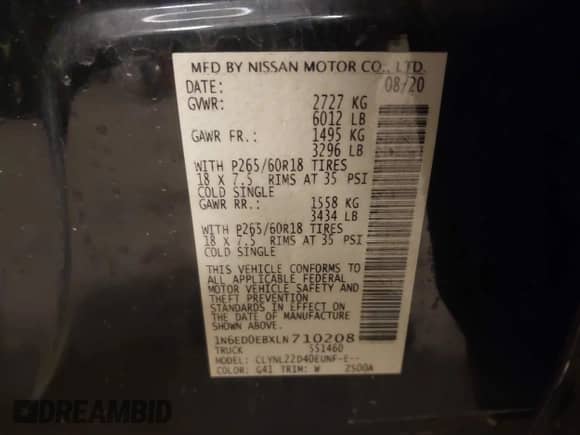 MFD BY NISSAN MOTOR CO., LTD.
DATE: 08/20
GVWR: 2727 KG
6012 LB
GAWR FR.: 1495 KG
3296 LB
WITH P265/60R18 TIRES
18 X 7.5 RIMS AT 35 PSI
COLD SINGLE
GAWR RR.: 1558 KG
3434 LB
WITH P265/60R18 TIRES
18 X 7.5 RIMS AT 35 PSI
COLD SINGLE
THIS VEHICLE CONFORMS TO
ALL APPLICABLE FEDERAL
MOTOR VEHICLE SAFETY AND
THEFT PREVENTION
STANDARDS IN EFFECT ON
THE DATE OF MANUFACTURE
SHOWN ABOVE.
1N6ED0EBXLN710208
TRUCK 551460
MODEL: CLYNL22D40EUNF-E--
COLOR: G41 TRIM: W 2500A
DREAMBID